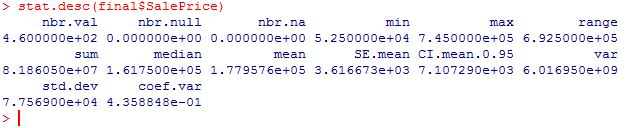 > stat.desc(final$SalePrice)
nbr.val nbr.null nbr.na min max range
4.600000e+02 0.000000e+00 0.000000e+00 5.250000e+04 7.450000e+05 6.925000e+05
sum median mean SE.mean CI.mean.0.95 var
8.186050e+07 1.617500e+05 1.779576e+05 3.616673e+03 7.107290e+03 6.016950e+09
std.dev coef.var
7.756900e+04 4.358848e-01
>